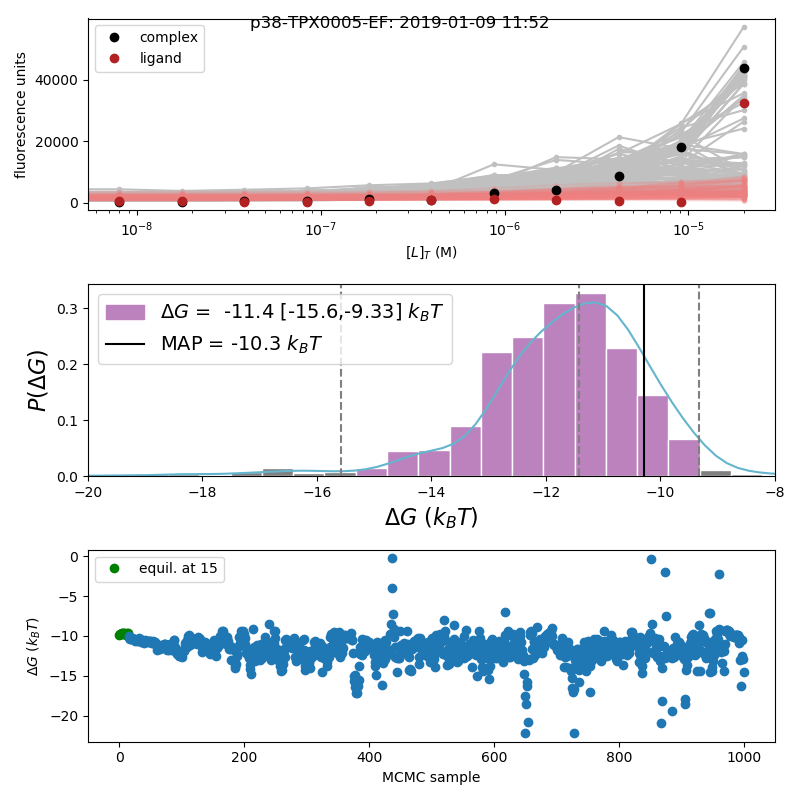 p38-TPX0005-EF: 2019-01-09 11:52
complex
ligand
fluorescence units
40000
20000
0
10⁻⁸ 10⁻⁷ 10⁻⁶ 10⁻⁵
[L]_T (M)
ΔG = -11.4 [-15.6,-9.33] k_BT
MAP = -10.3 k_BT
P(ΔG)
0.3
0.2
0.1
0.0
−20 −18 −16 −14 −12 −10 −8
ΔG (k_BT)
equil. at 15
ΔG (k_BT)
0
−5
−10
−15
−20
0 200 400 600 800 1000
MCMC sample